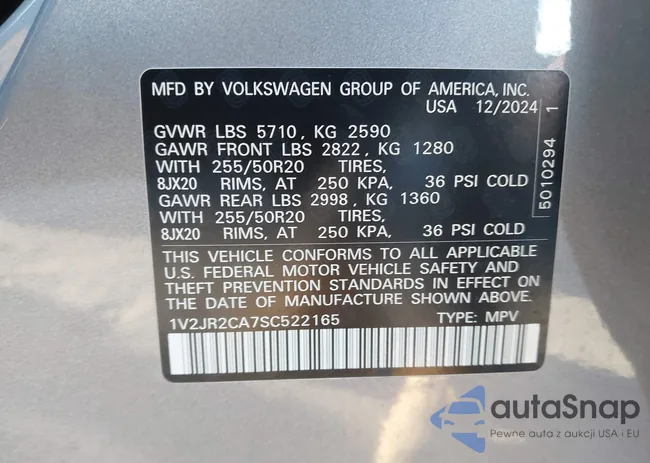 MFD BY VOLKSWAGEN GROUP OF AMERICA, INC.
USA 12/2024
GVWR LBS 5710, KG 2590
GAWR FRONT LBS 2822, KG 1280
WITH 255/50R20 TIRES,
8JX20 RIMS, AT 250 KPA, 36 PSI COLD
GAWR REAR LBS 2998, KG 1360
WITH 255/50R20 TIRES,
8JX20 RIMS, AT 250 KPA, 36 PSI COLD
THIS VEHICLE CONFORMS TO ALL APPLICABLE
U.S. FEDERAL MOTOR VEHICLE SAFETY AND
THEFT PREVENTION STANDARDS IN EFFECT ON
THE DATE OF MANUFACTURE SHOWN ABOVE.
1V2JR2CA7SC522165 TYPE: MPV
5010294 1
autaSnap
Pewne auta z aukcji USA i EU